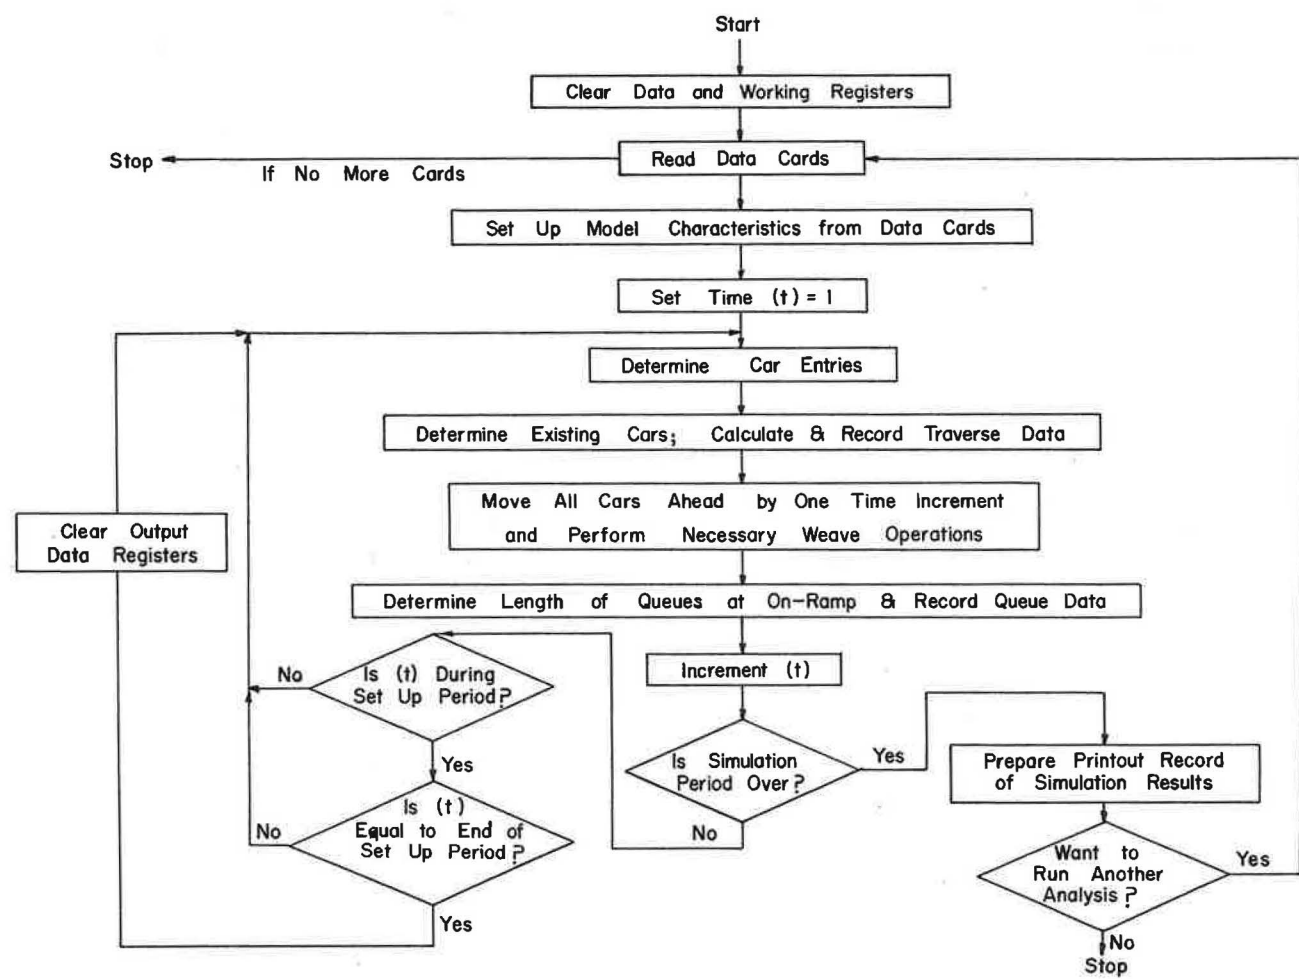 Start
Clear Data and Working Registers
Stop
If No More Cards
Read Data Cards
Set Up Model Characteristics from Data Cards
Set Time (t) = 1
Determine Car Entries
Determine Existing Cars; Calculate & Record Traverse Data
Move All Cars Ahead by One Time Increment
and Perform Necessary Weave Operations
Clear Output
Data Registers
Determine Length of Queues at On-Ramp & Record Queue Data
Increment (t)
No
Is (t) During
Set Up Period?
Yes
Is Simulation
Period Over?
Yes
No
Prepare Printout Record
of Simulation Results
No
Is (t)
Equal to End of
Set Up Period?
Yes
Want to
Run Another
Analysis?
Yes
No
Stop